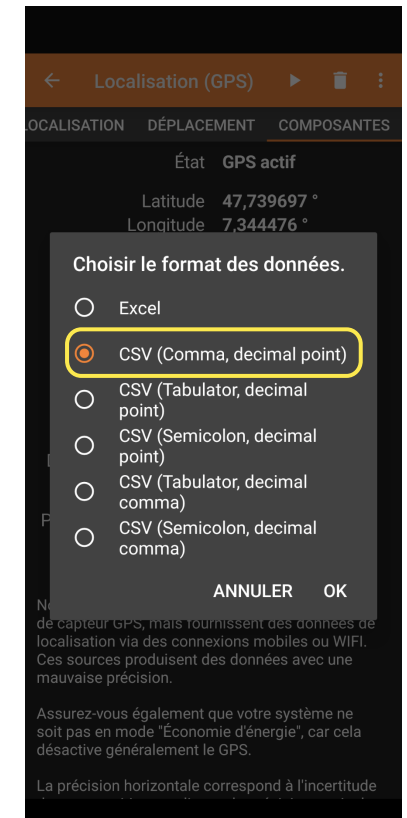 Localisation (GPS)
LOCALISATION DÉPLACEMENT COMPOSANTES
État GPS actif
Latitude 47,739697 °
Longitude 7,344476 °
Choisir le format des données.
Excel
CSV (Comma, decimal point)
CSV (Tabulator, decimal
point)
CSV (Semicolon, decimal
point)
CSV (Tabulator, decimal
comma)
CSV (Semicolon, decimal
comma)
ANNULER OK
de capteur GPS, mais fournissent des données de
localisation via des connexions mobiles ou WIFI.
Ces sources produisent des données avec une
mauvaise précision.
Assurez-vous également que votre système ne
soit pas en mode "Économie d'énergie", car cela
désactive généralement le GPS.
La précision horizontale correspond à l'incertitude